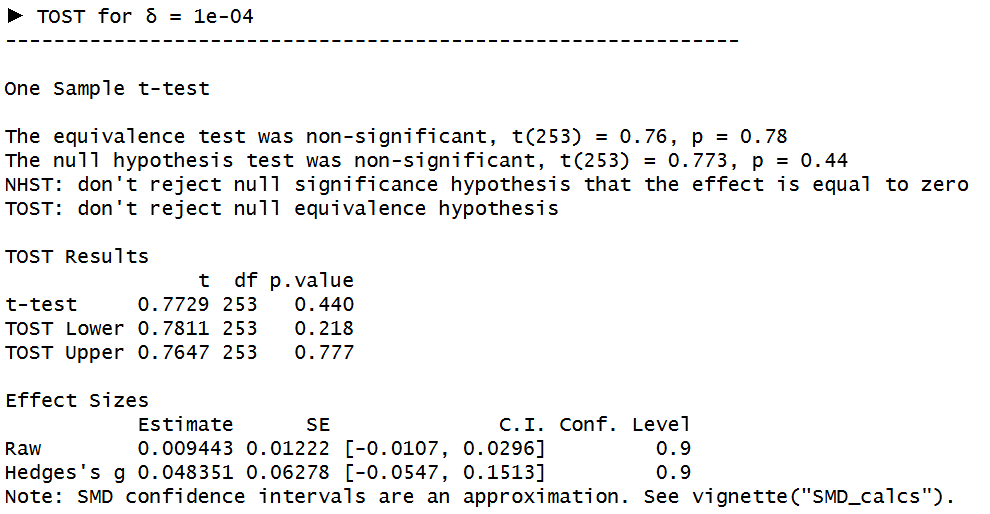 ► TOST for δ = 1e-04
-------------------------------------------------------------
One Sample t-test
The equivalence test was non-significant, t(253) = 0.76, p = 0.78
The null hypothesis test was non-significant, t(253) = 0.773, p = 0.44
NHST: don't reject null significance hypothesis that the effect is equal to zero
TOST: don't reject null equivalence hypothesis
TOST Results
t df p.value
t-test 0.7729 253 0.440
TOST Lower 0.7811 253 0.218
TOST Upper 0.7647 253 0.777
Effect Sizes
Estimate SE C.I. Conf. Level
Raw 0.009443 0.01222 [-0.0107, 0.0296] 0.9
Hedges's g 0.048351 0.06278 [-0.0547, 0.1513] 0.9
Note: SMD confidence intervals are an approximation. See vignette("SMD_calcs").